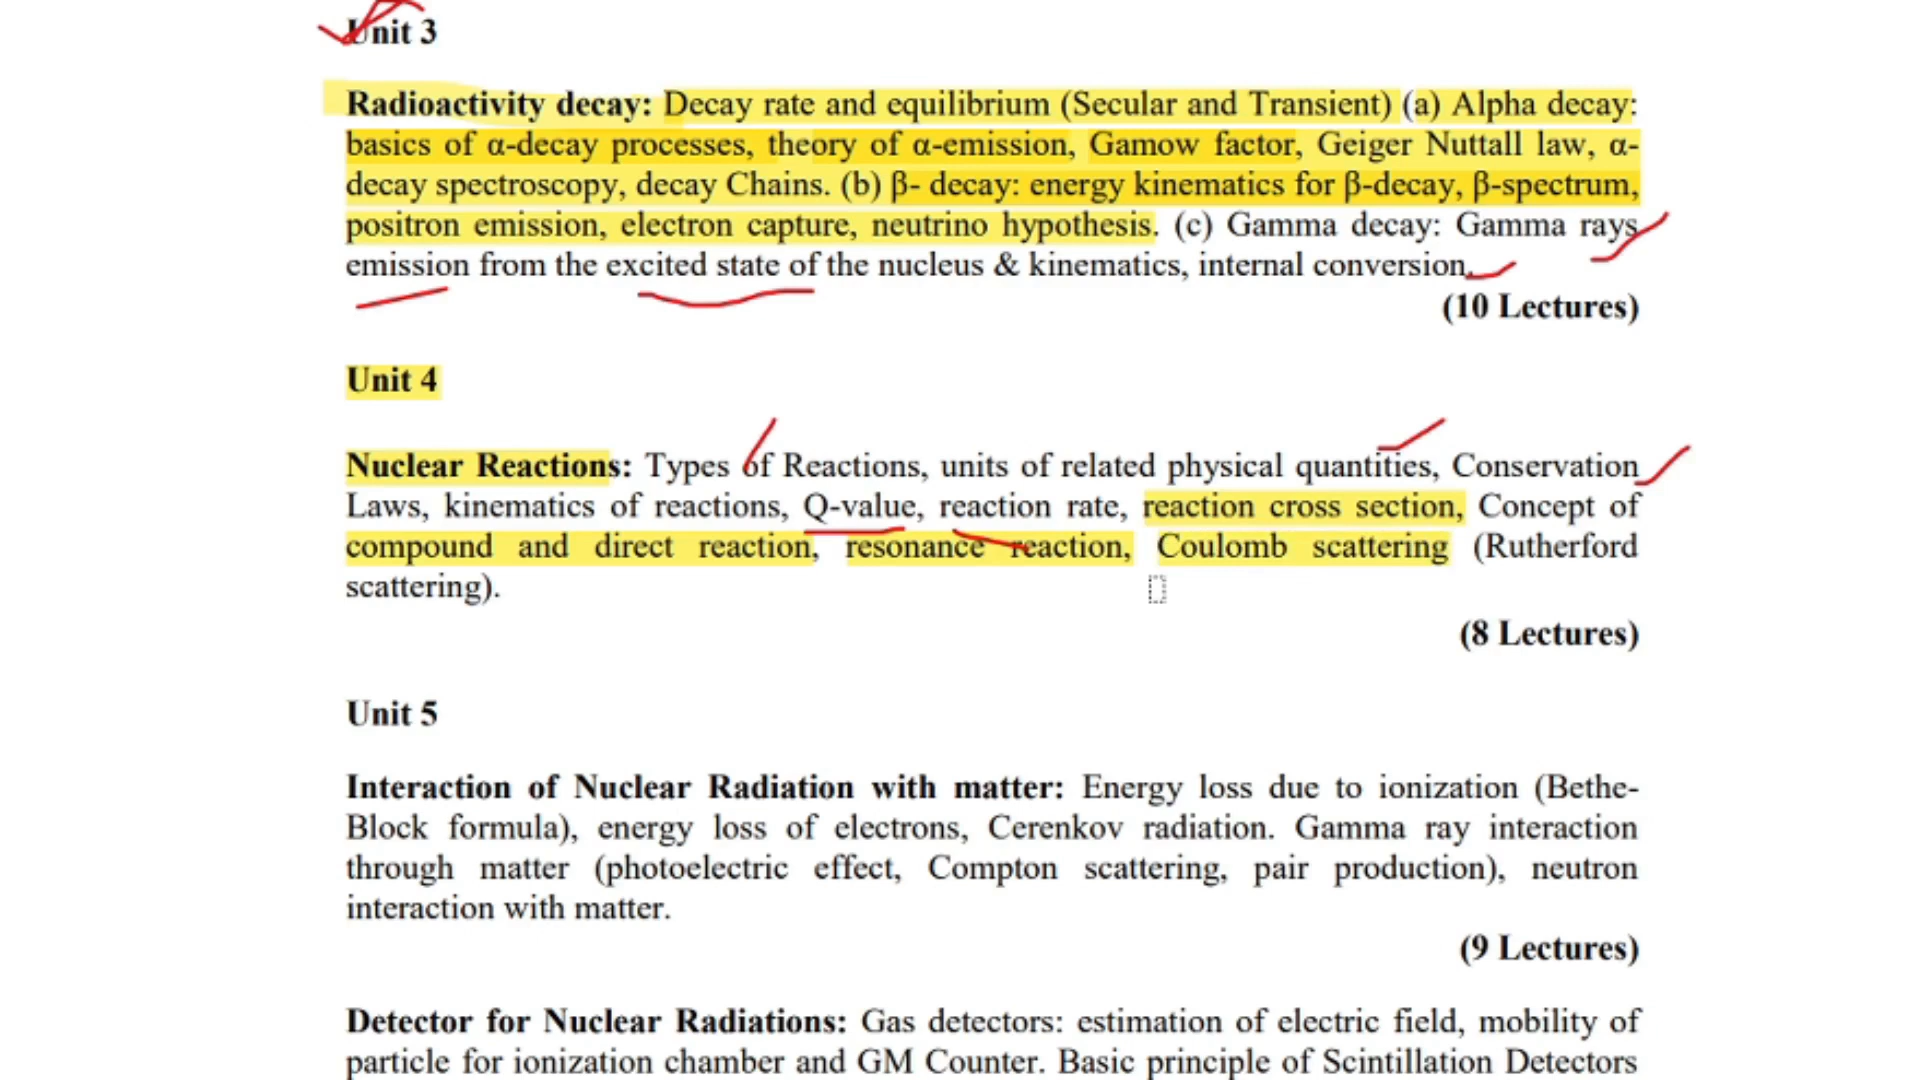 Unit 3
Radioactivity decay: Decay rate and equilibrium (Secular and Transient) (a) Alpha decay:
basics of α-decay processes, theory of α-emission, Gamow factor, Geiger Nuttall law, α-
decay spectroscopy, decay Chains. (b) β- decay: energy kinematics for β-decay, β-spectrum,
positron emission, electron capture, neutrino hypothesis. (c) Gamma decay: Gamma rays
emission from the excited state of the nucleus & kinematics, internal conversion.
(10 Lectures)
Unit 4
Nuclear Reactions: Types of Reactions, units of related physical quantities, Conservation
Laws, kinematics of reactions, Q-value, reaction rate, reaction cross section, Concept of
compound and direct reaction, resonance reaction, Coulomb scattering (Rutherford
scattering).
(8 Lectures)
Unit 5
Interaction of Nuclear Radiation with matter: Energy loss due to ionization (Bethe-
Block formula), energy loss of electrons, Cerenkov radiation. Gamma ray interaction
through matter (photoelectric effect, Compton scattering, pair production), neutron
interaction with matter.
(9 Lectures)
Detector for Nuclear Radiations: Gas detectors: estimation of electric field, mobility of
particle for ionization chamber and GM Counter. Basic principle of Scintillation Detectors